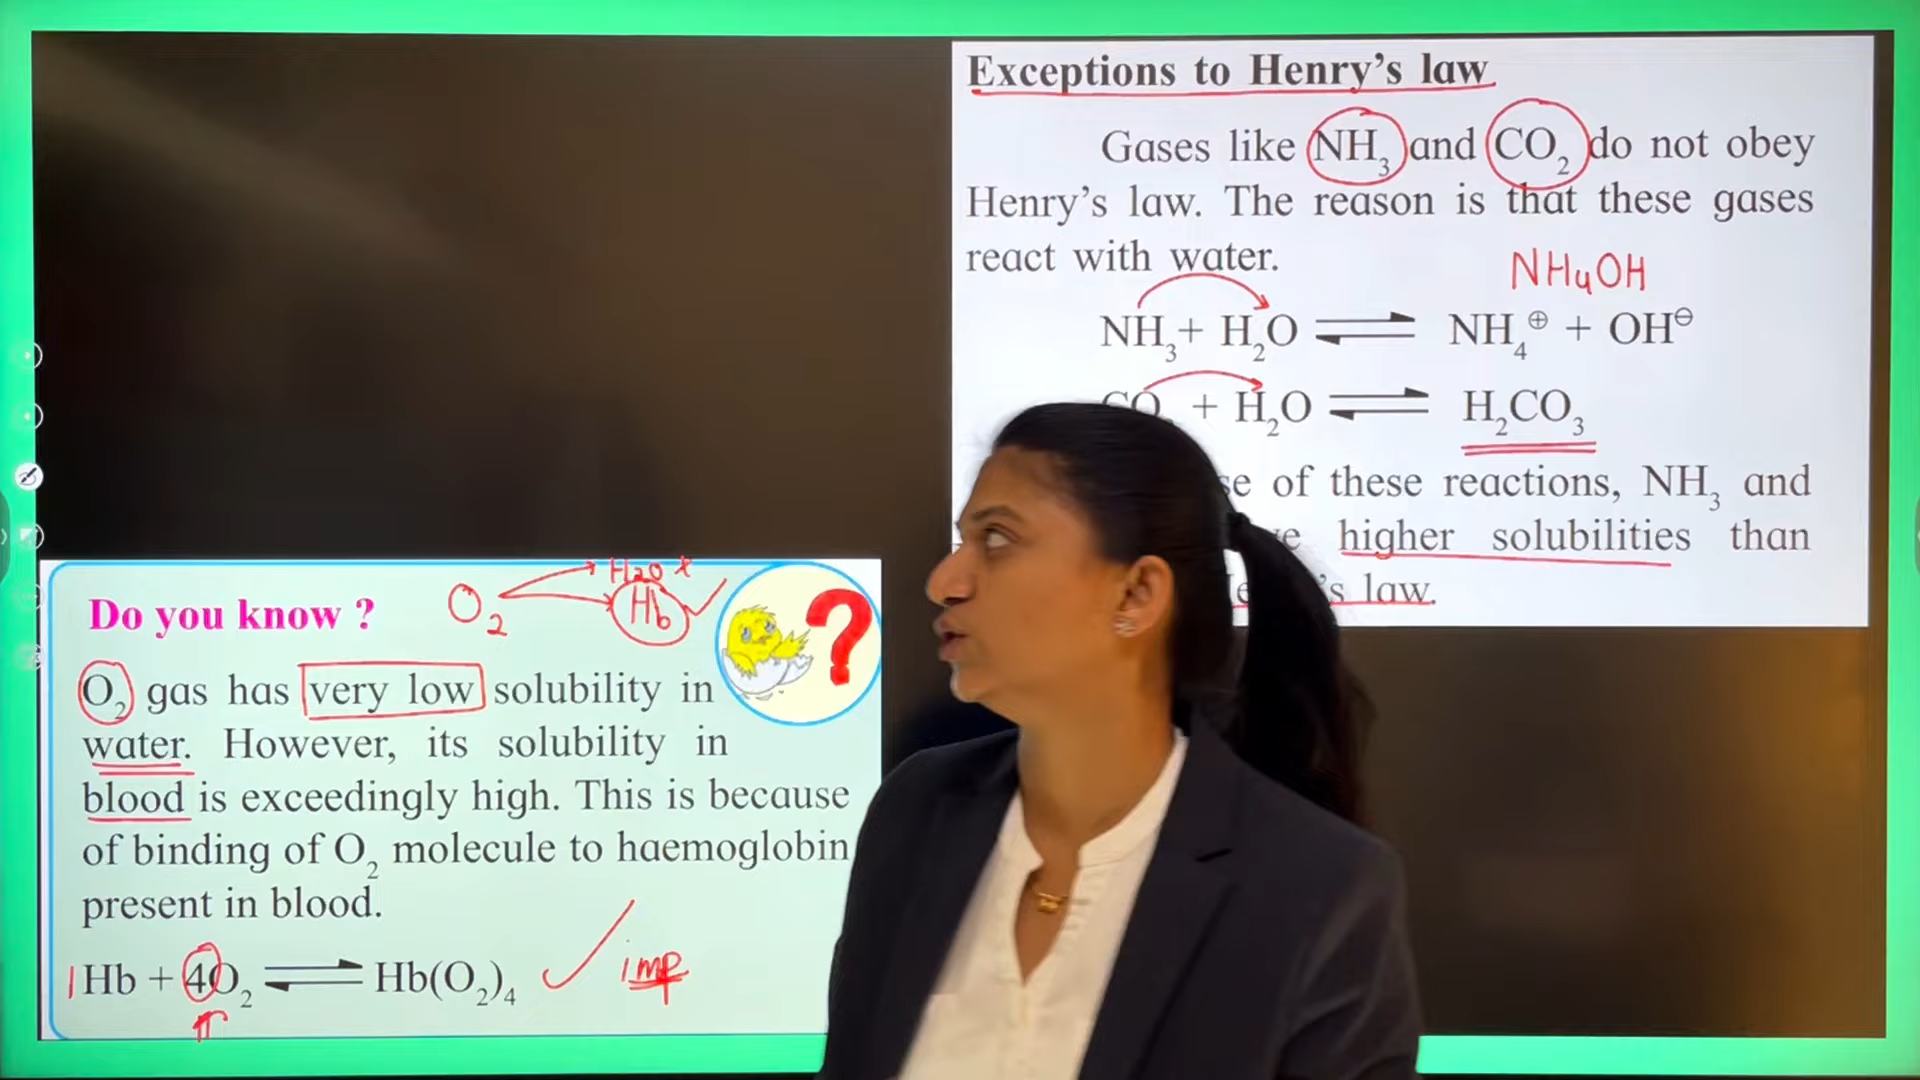 Exceptions to Henry's law
Gases like NH3 and CO2 do not obey
Henry's law. The reason is that these gases
react with water.
NH4OH
NH3 + H2O ⇌ NH4⊕ + OH⊖
CO + H2O ⇌ H2CO3
of these reactions, NH3 and
higher solubilities than
law.
O2 H2O x
Hb ✓
Do you know ?
O2 gas has very low solubility in
water. However, its solubility in
blood is exceedingly high. This is because
of binding of O2 molecule to haemoglobin
present in blood.
1 Hb + 4O2 ⇌ Hb(O2)4 ✓ imp